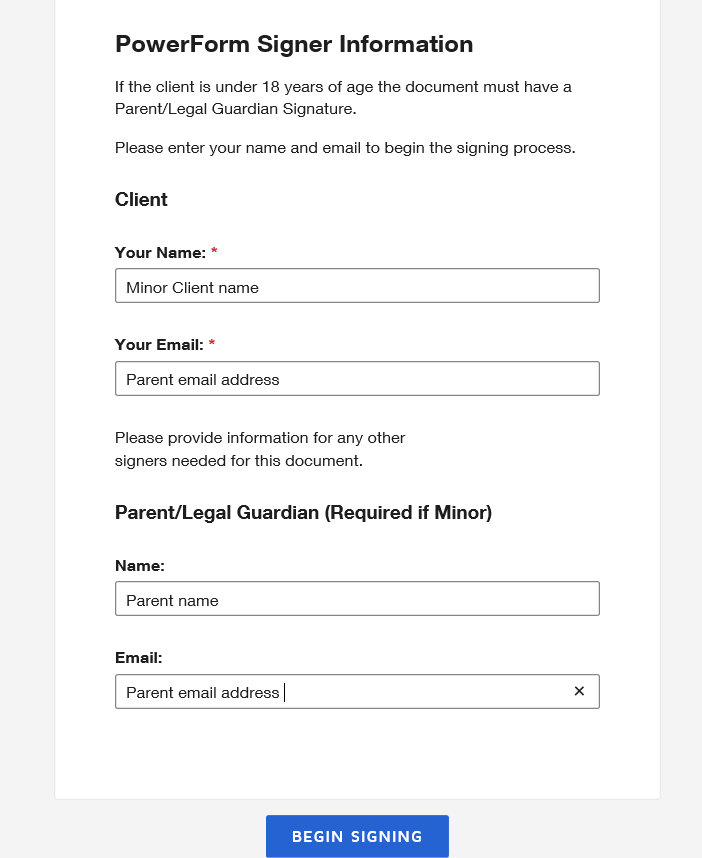 PowerForm Signer Information
If the client is under 18 years of age the document must have a
Parent/Legal Guardian Signature.
Please enter your name and email to begin the signing process.
Client
Your Name: *
Minor Client name
Your Email: *
Parent email address
Please provide information for any other
signers needed for this document.
Parent/Legal Guardian (Required if Minor)
Name:
Parent name
Email:
Parent email address
BEGIN SIGNING